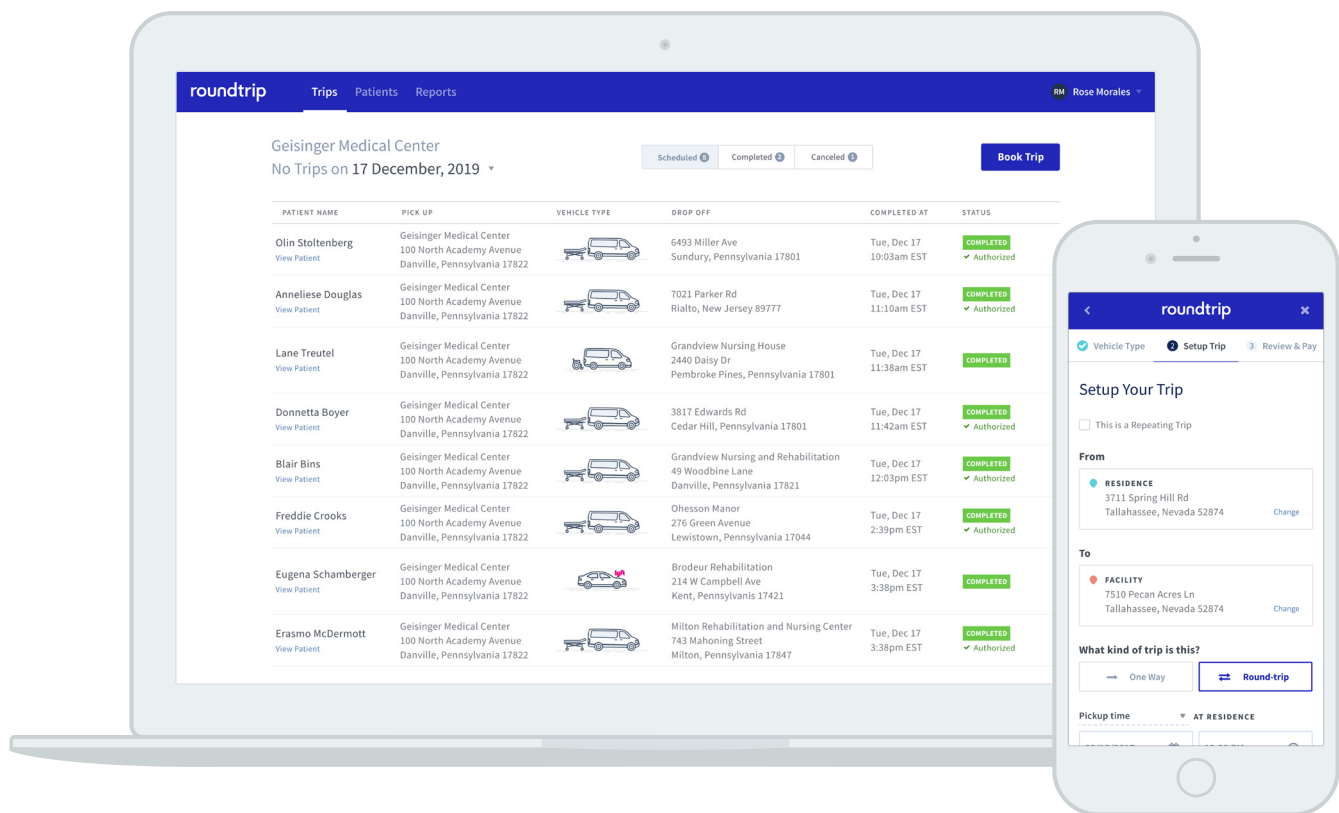 roundtrip Trips Patients Reports RM Rose Morales
Geisinger Medical Center
No Trips on 17 December, 2019
Scheduled 8 Completed 2 Canceled 1
Book Trip
PATIENT NAME PICK UP VEHICLE TYPE DROP OFF COMPLETED AT STATUS
Olin Stoltenberg
View Patient
Geisinger Medical Center
100 North Academy Avenue
Danville, Pennsylvania 17822
6493 Miller Ave
Sundury, Pennsylvania 17801
Tue, Dec 17
10:03am EST
COMPLETED
Authorized
Anneliese Douglas
View Patient
Geisinger Medical Center
100 North Academy Avenue
Danville, Pennsylvania 17822
7021 Parker Rd
Rialto, New Jersey 89777
Tue, Dec 17
11:10am EST
COMPLETED
Authorized
Lane Treutel
View Patient
Geisinger Medical Center
100 North Academy Avenue
Danville, Pennsylvania 17822
Grandview Nursing House
2440 Daisy Dr
Pembroke Pines, Pennsylvania 17801
Tue, Dec 17
11:38am EST
COMPLETED
Donnetta Boyer
View Patient
Geisinger Medical Center
100 North Academy Avenue
Danville, Pennsylvania 17822
3817 Edwards Rd
Cedar Hill, Pennsylvania 17801
Tue, Dec 17
11:42am EST
COMPLETED
Authorized
Blair Bins
View Patient
Geisinger Medical Center
100 North Academy Avenue
Danville, Pennsylvania 17822
Grandview Nursing and Rehabilitation
49 Woodbine Lane
Danville, Pennsylvania 17821
Tue, Dec 17
12:03pm EST
COMPLETED
Authorized
Freddie Crooks
View Patient
Geisinger Medical Center
100 North Academy Avenue
Danville, Pennsylvania 17822
Ohesson Manor
276 Green Avenue
Lewistown, Pennsylvania 17044
Tue, Dec 17
2:39pm EST
COMPLETED
Authorized
Eugena Schamberger
View Patient
Geisinger Medical Center
100 North Academy Avenue
Danville, Pennsylvania 17822
lyft
Brodeur Rehabilitation
214 W Campbell Ave
Kent, Pennsylvanis 17421
Tue, Dec 17
3:38pm EST
COMPLETED
Erasmo McDermott
View Patient
Geisinger Medical Center
100 North Academy Avenue
Danville, Pennsylvania 17822
Milton Rehabilitation and Nursing Center
743 Mahoning Street
Milton, Pennsylvania 17847
Tue, Dec 17
3:38pm EST
COMPLETED
Authorized
roundtrip
Vehicle Type 2 Setup Trip 3 Review & Pay
Setup Your Trip
This is a Repeating Trip
From
RESIDENCE
3711 Spring Hill Rd
Tallahassee, Nevada 52874 Change
To
FACILITY
7510 Pecan Acres Ln
Tallahassee, Nevada 52874 Change
What kind of trip is this?
One Way Round-trip
Pickup time AT RESIDENCE